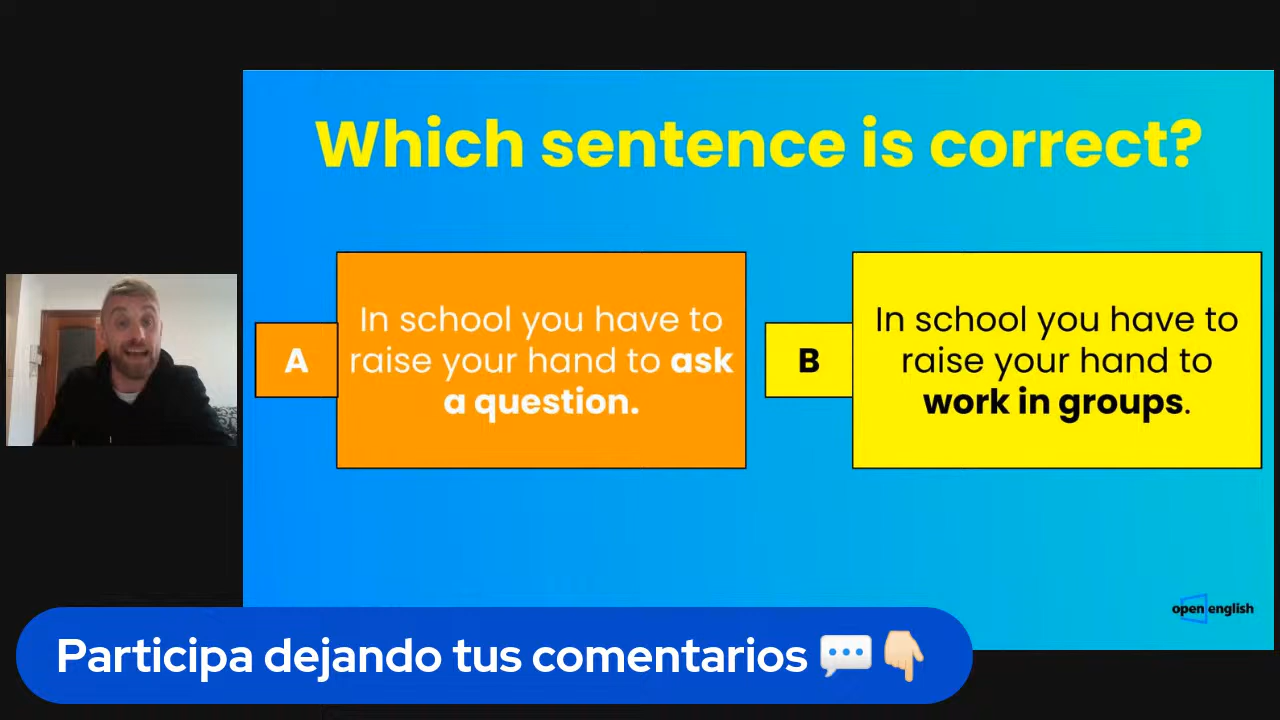 Which sentence is correct?
A
In school you have to
raise your hand to ask
a question.
B
In school you have to
raise your hand to
work in groups.
open english
Participa dejando tus comentarios 💬👇🏻